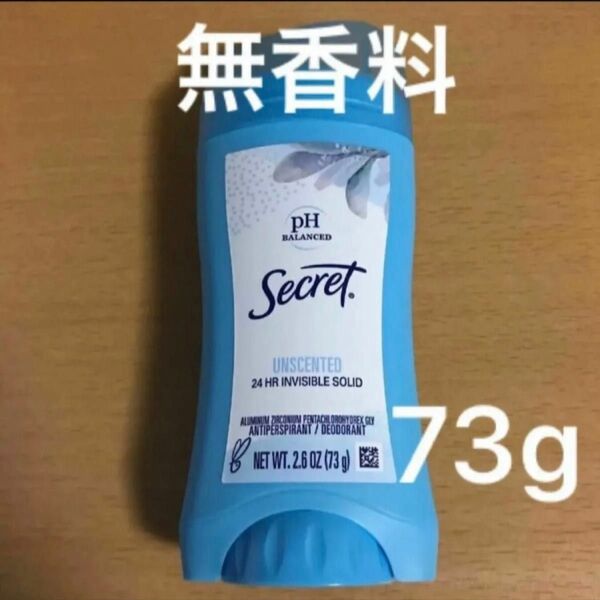 無香料
pH
BALANCED
Secret®
UNSCENTED
24 HR INVISIBLE SOLID
ALUMINUM ZIRCONIUM PENTACHLOROHYDREX GLY
ANTIPERSPIRANT / DEODORANT
NET WT. 2.6 OZ (73 g)
73g